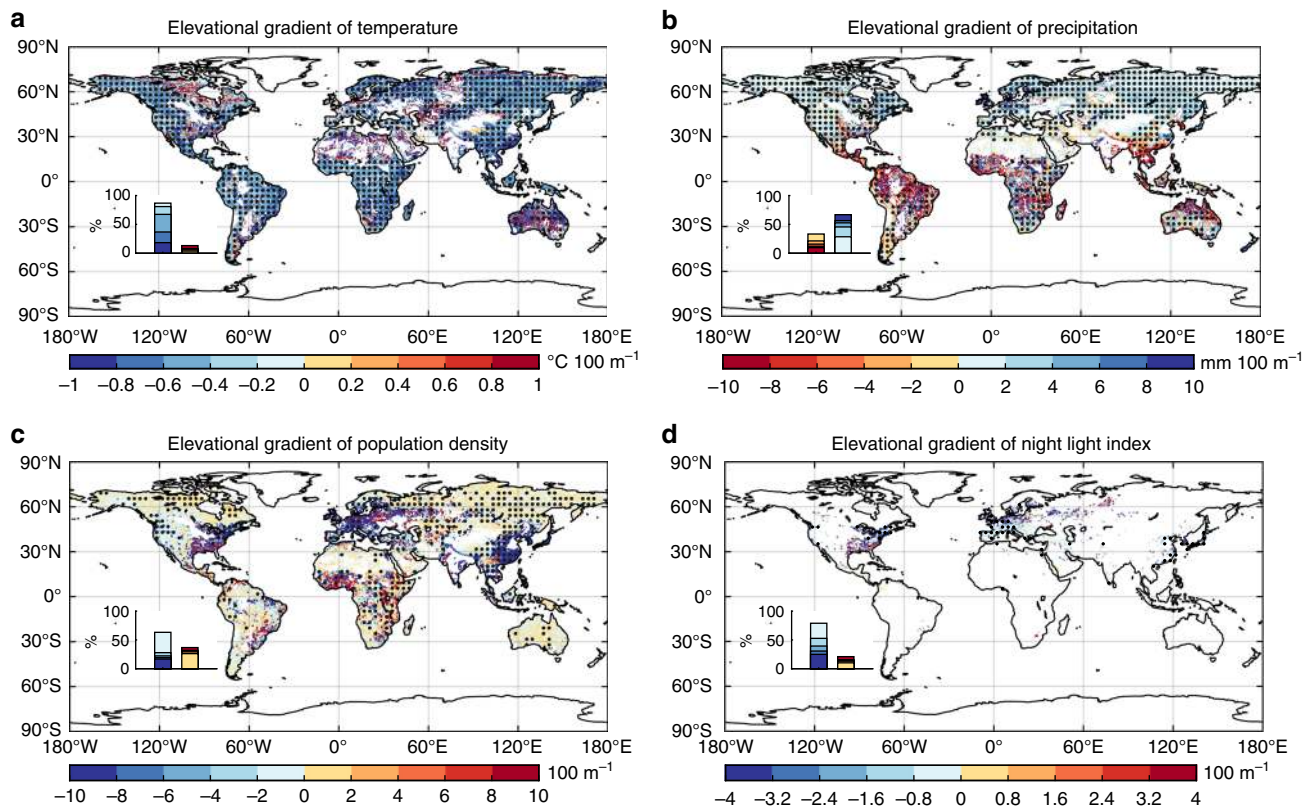 a
Elevational gradient of temperature
90°N
60°N
30°N
0°
30°S
60°S
90°S
100
50
0
%
180°W 120°W 60°W 0° 60°E 120°E 180°E
°C 100 m⁻¹
−1 −0.8 −0.6 −0.4 −0.2 0 0.2 0.4 0.6 0.8 1
b
Elevational gradient of precipitation
90°N
60°N
30°N
0°
30°S
60°S
90°S
100
50
0
%
180°W 120°W 60°W 0° 60°E 120°E 180°E
mm 100 m⁻¹
−10 −8 −6 −4 −2 0 2 4 6 8 10
c
Elevational gradient of population density
90°N
60°N
30°N
0°
30°S
60°S
90°S
100
50
0
%
180°W 120°W 60°W 0° 60°E 120°E 180°E
100 m⁻¹
−10 −8 −6 −4 −2 0 2 4 6 8 10
d
Elevational gradient of night light index
90°N
60°N
30°N
0°
30°S
60°S
90°S
100
50
0
%
180°W 120°W 60°W 0° 60°E 120°E 180°E
100 m⁻¹
−4 −3.2 −2.4 −1.6 −0.8 0 0.8 1.6 2.4 3.2 4